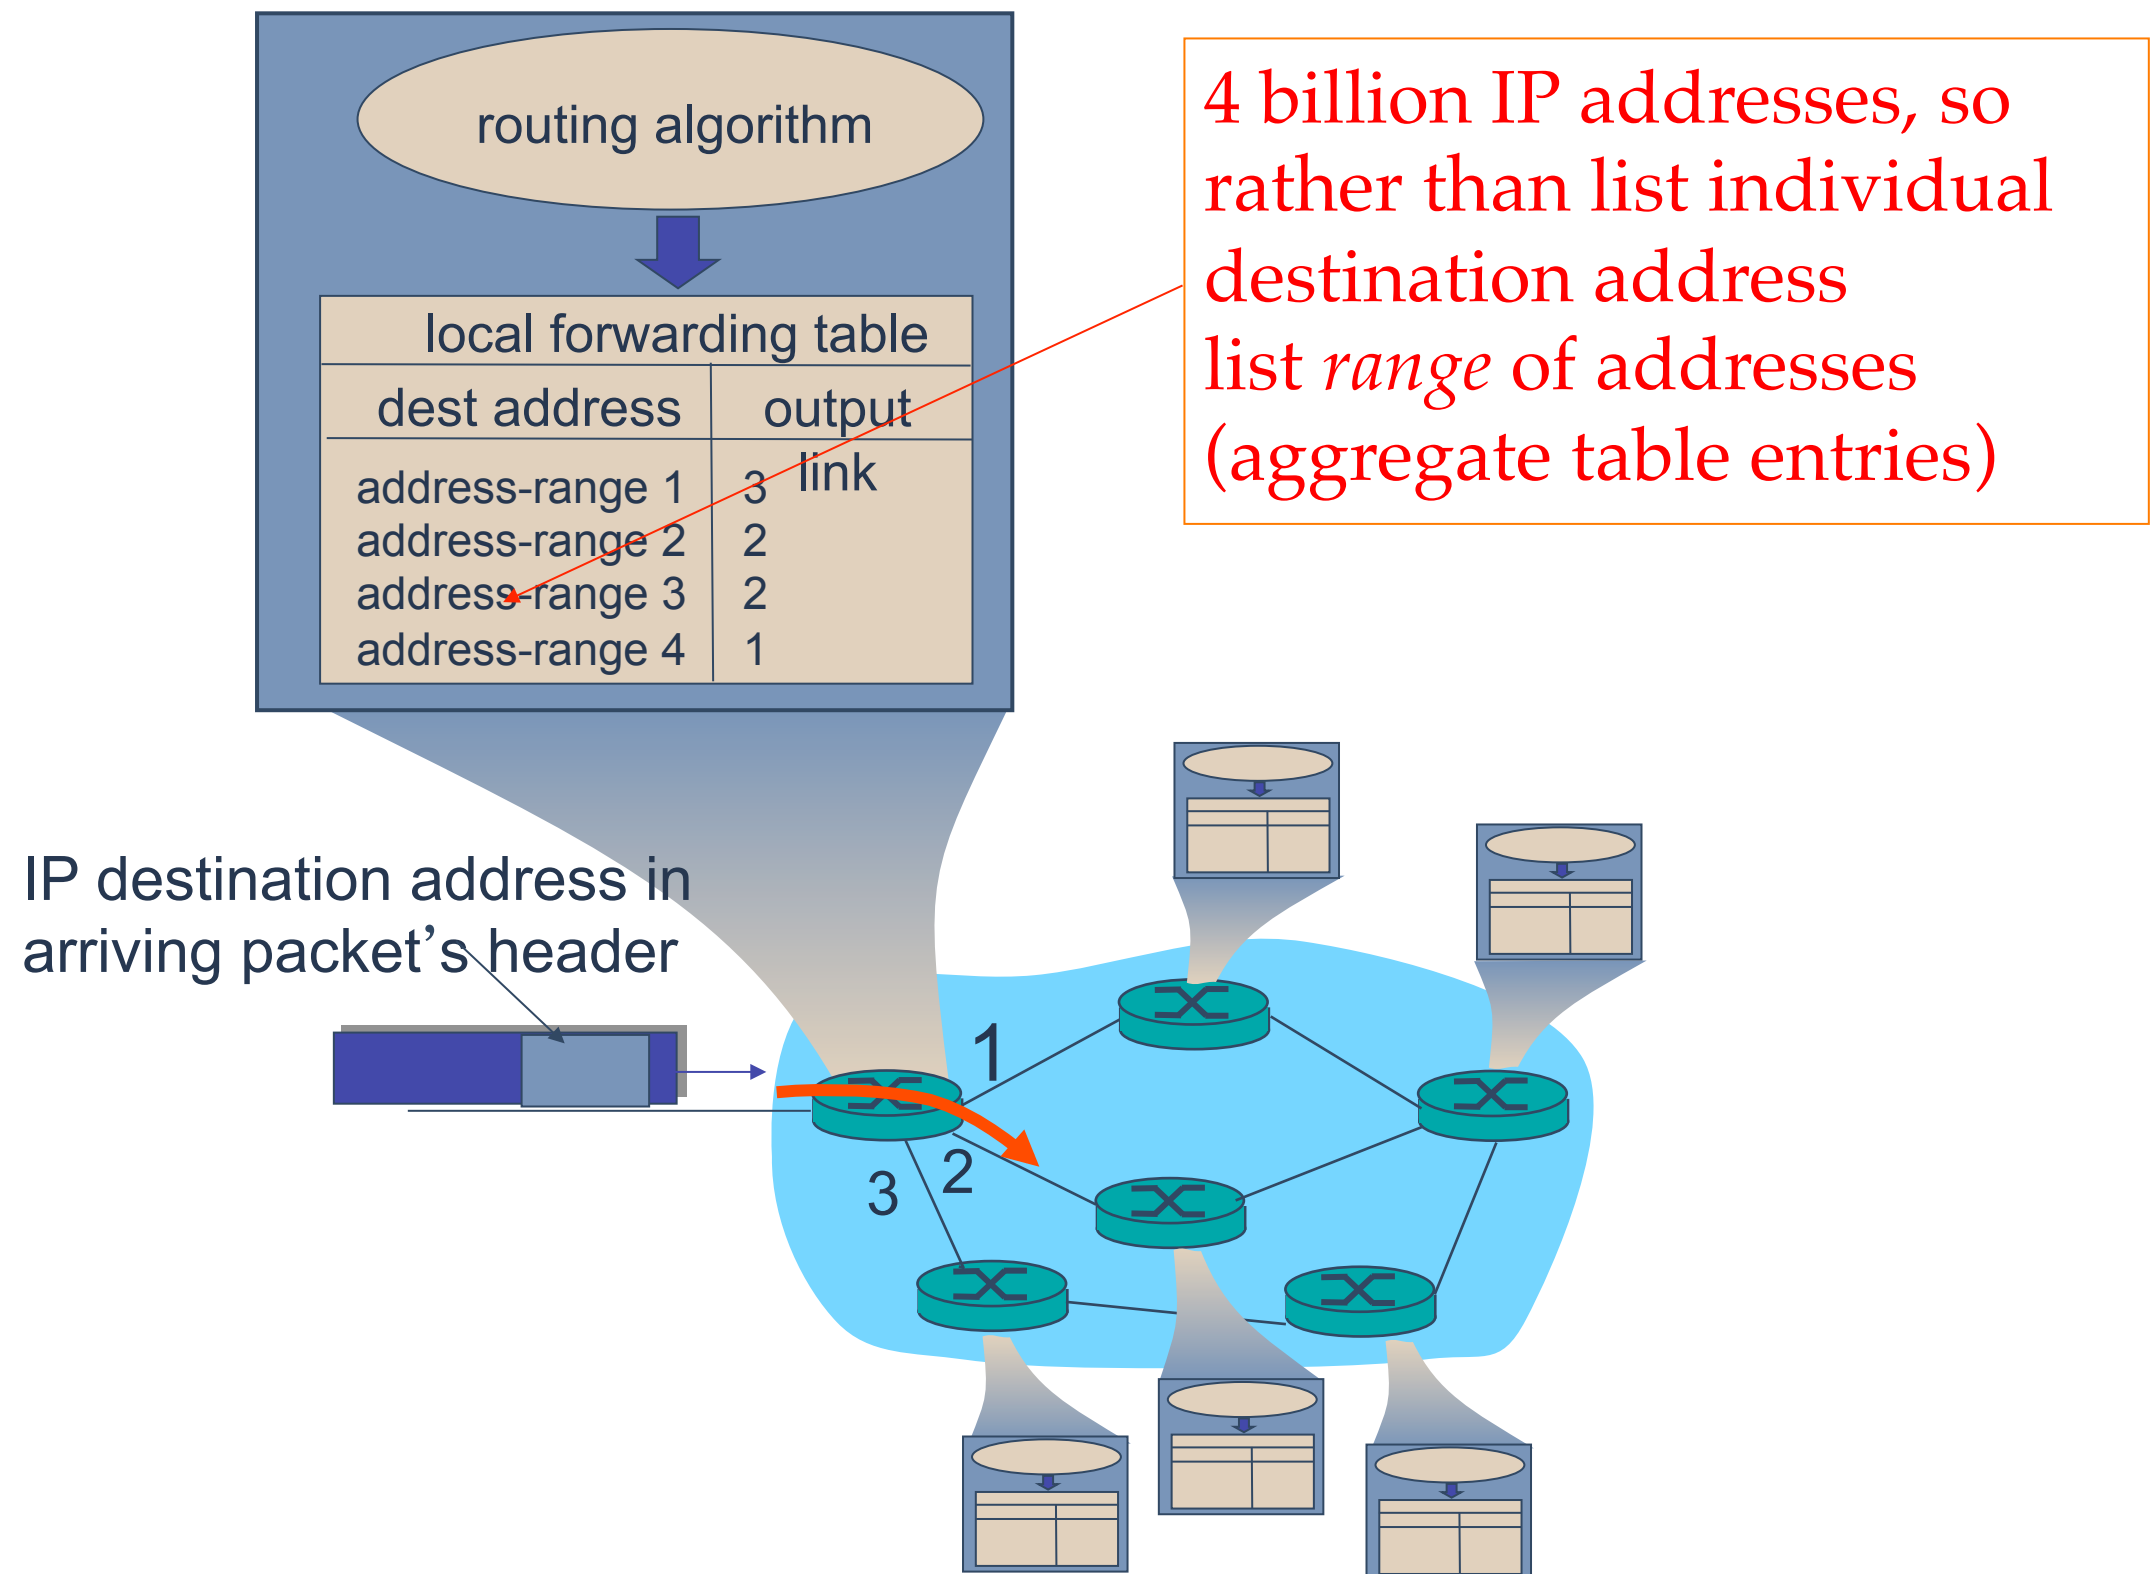 routing algorithm
local forwarding table
dest address output
link
address-range 1 3
address-range 2 2
address-range 3 2
address-range 4 1
4 billion IP addresses, so
rather than list individual
destination address
list range of addresses
(aggregate table entries)
IP destination address in
arriving packet’s header
1
2
3